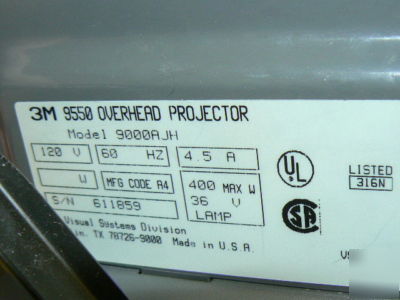 3M 9550 OVERHEAD PROJECTOR
Model 9000AJH
120 V 60 HZ 4.5 A
W MFG CODE A4 400 MAX W
36 V
LAMP
S/N 611859
Visual Systems Division
TX 78726-9000 Made in U.S.A.
UL
LISTED
316N
SA